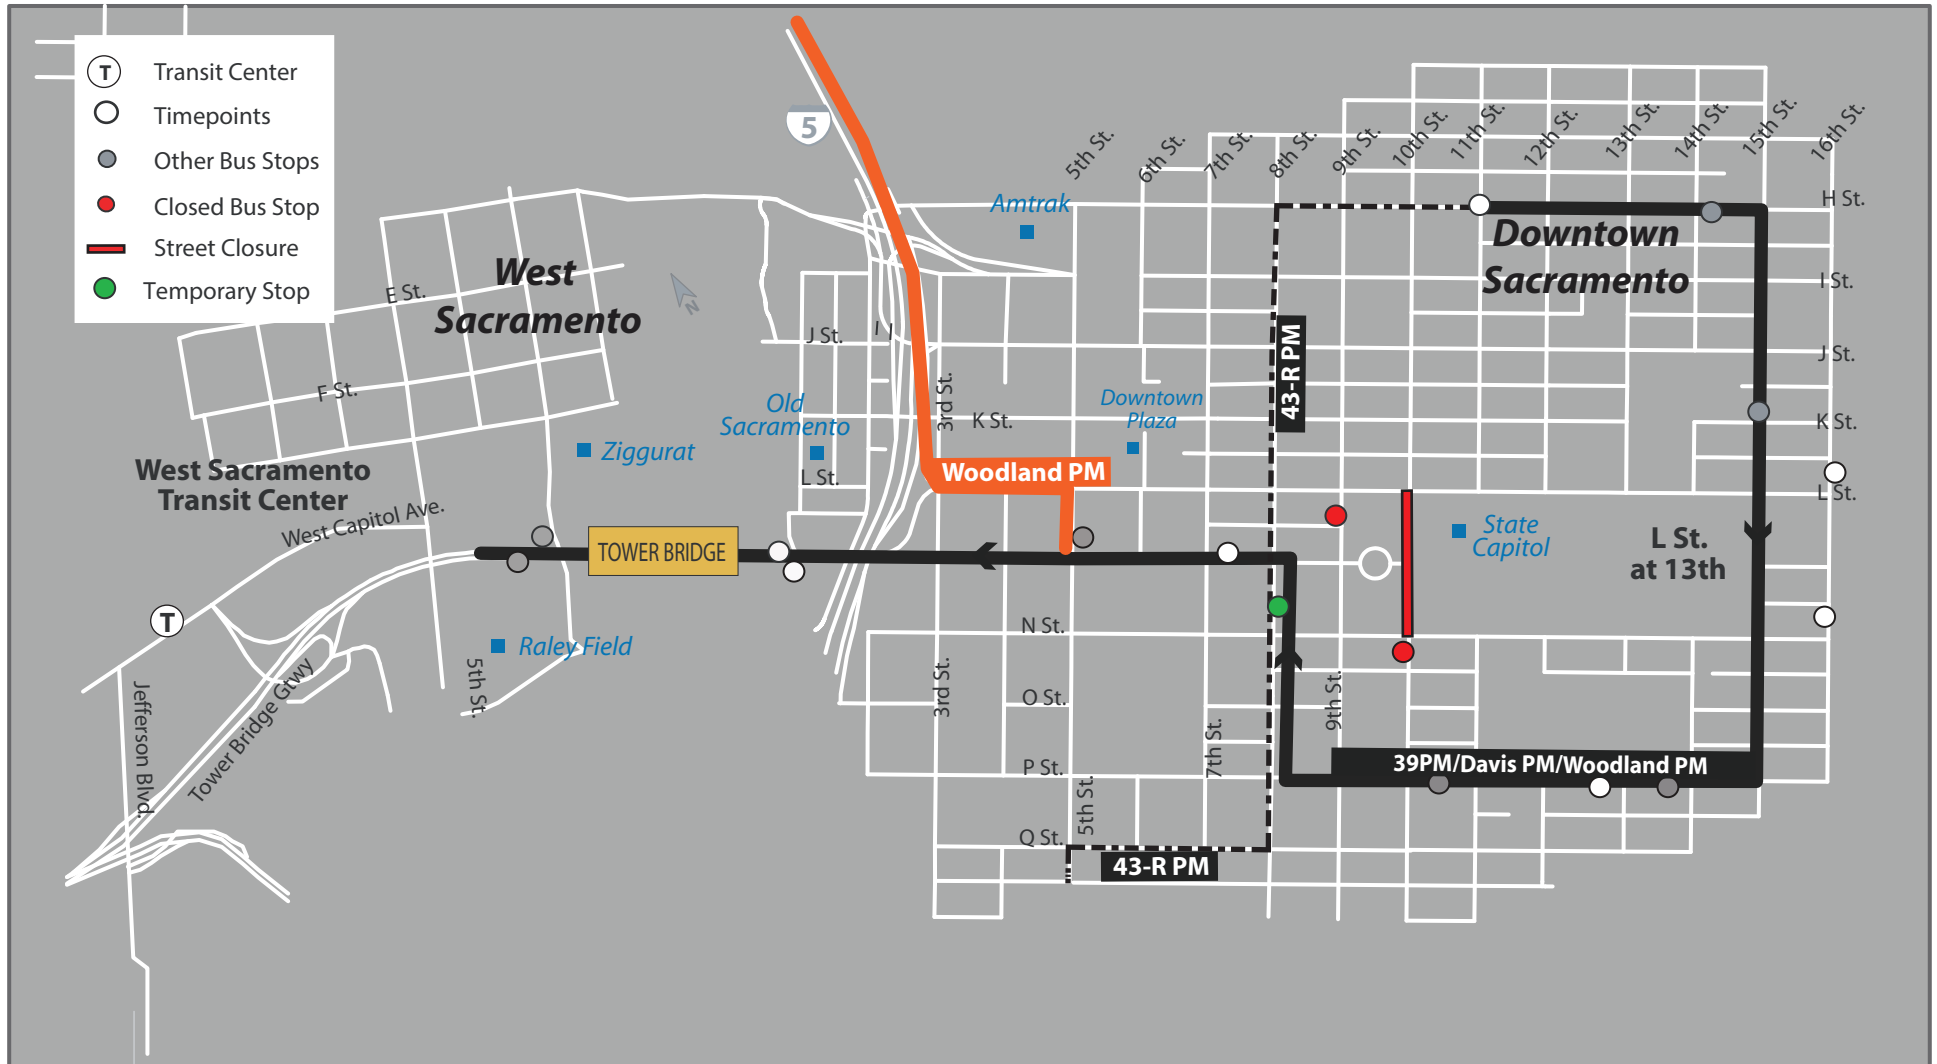 T Transit Center
Timepoints
Other Bus Stops
Closed Bus Stop
Street Closure
Temporary Stop
5
5th St.
6th St.
7th St.
8th St.
9th St.
10th St.
11th St.
12th St.
13th St.
14th St.
15th St.
16th St.
H St.
I St.
J St.
K St.
L St.
Amtrak
Downtown
Sacramento
West
Sacramento
N
E St.
F St.
J St.
I I
Old
Sacramento
L St.
3rd St.
K St.
Downtown
Plaza
43-R PM
Ziggurat
West Sacramento
Transit Center
West Capitol Ave.
Woodland PM
TOWER BRIDGE
State
Capitol
L St.
at 13th
T
Raley Field
5th St.
Jefferson Blvd.
Tower Bridge Gtwy
N St.
O St.
P St.
Q St.
3rd St.
5th St.
7th St.
9th St.
39PM/Davis PM/Woodland PM
43-R PM